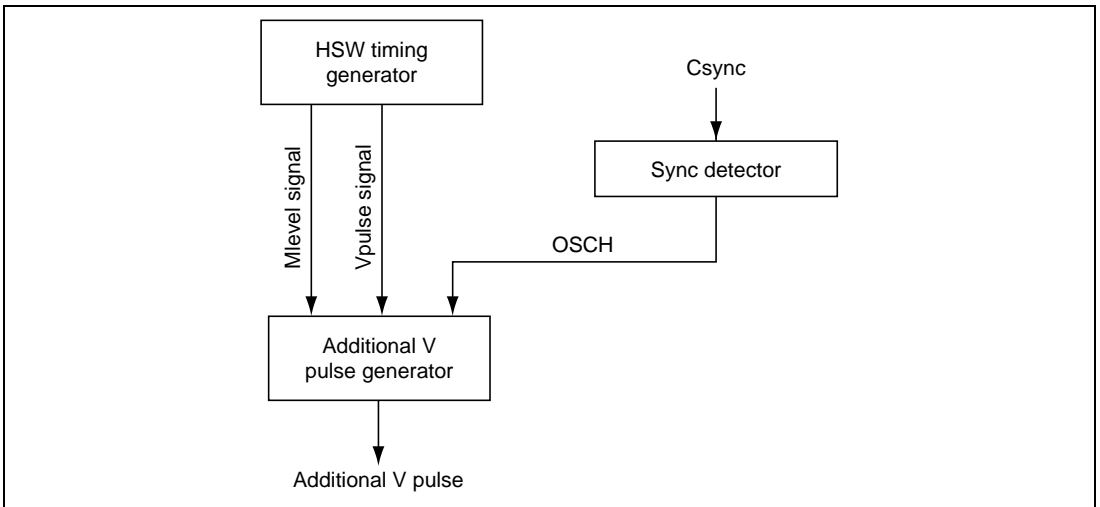 HSW timing
generator
Csync
Sync detector
Mlevel signal
Vpulse signal
OSCH
Additional V
pulse generator
Additional V pulse